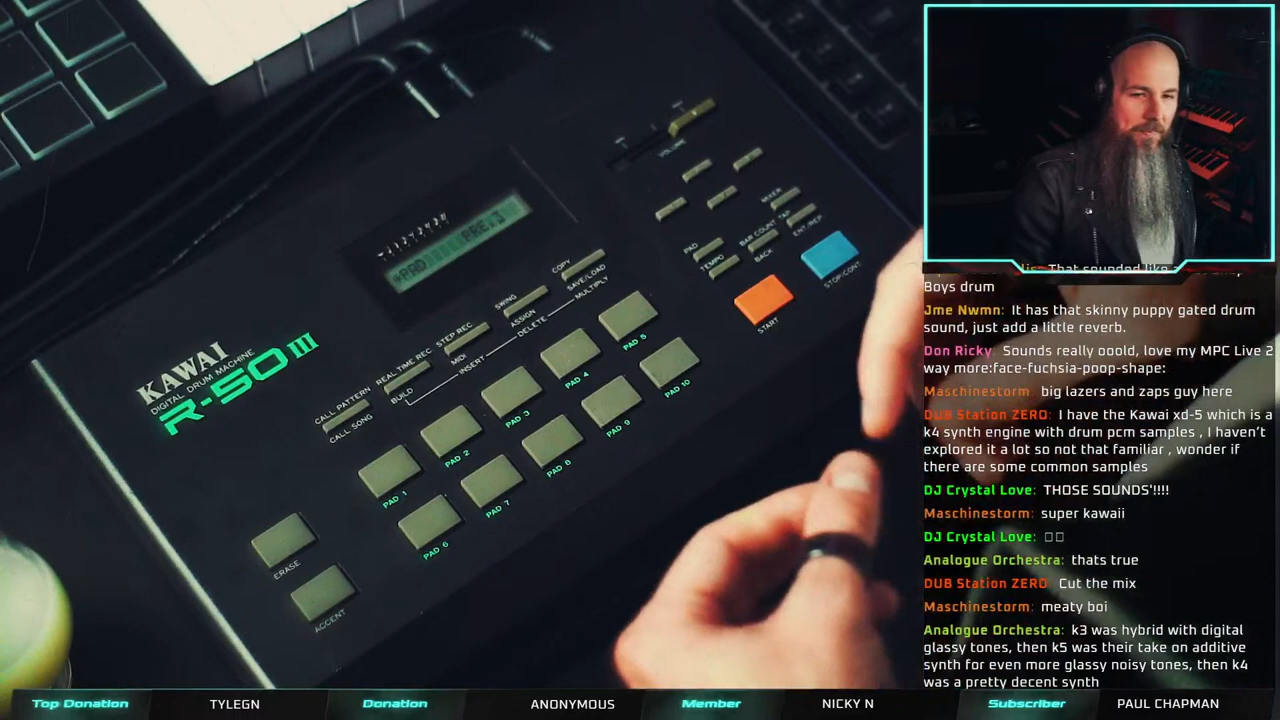 KAWAI
DIGITAL DRUM MACHINE
R-50 III
PAD PRE.3
VOLUME
COPY
SAVE/LOAD
MULTIPLY
SWING
ASSIGN
DELETE
STEP REC
MIDI
INSERT
REAL TIME REC
BUILD
CALL PATTERN
CALL SONG
PAD
TEMPO
BAR COUNT
BACK
MIXER
TAP
ENT/REP
START
STOP/CONT
PAD 1
PAD 2
PAD 3
PAD 4
PAD 5
PAD 6
PAD 7
PAD 8
PAD 9
PAD 10
ERASE
ACCENT
That sounded like
Boys drum
Jme Nwmn: It has that skinny puppy gated drum
sound, just add a little reverb.
Don Ricky: Sounds really ooold, love my MPC Live 2
way more:face-fuchsia-poop-shape:
Maschinestorm: big lazers and zaps guy here
DUB Station ZERO: I have the Kawai xd-5 which is a
k4 synth engine with drum pcm samples , I haven't
explored it a lot so not that familiar , wonder if
there are some common samples
DJ Crystal Love: THOSE SOUNDS'!!!!
Maschinestorm: super kawaii
DJ Crystal Love:
Analogue Orchestra: thats true
DUB Station ZERO: Cut the mix
Maschinestorm: meaty boi
Analogue Orchestra: k3 was hybrid with digital
glassy tones, then k5 was their take on additive
synth for even more glassy noisy tones, then k4
was a pretty decent synth
Top Donation TYLEGN Donation ANONYMOUS Member NICKY N Subscriber PAUL CHAPMAN